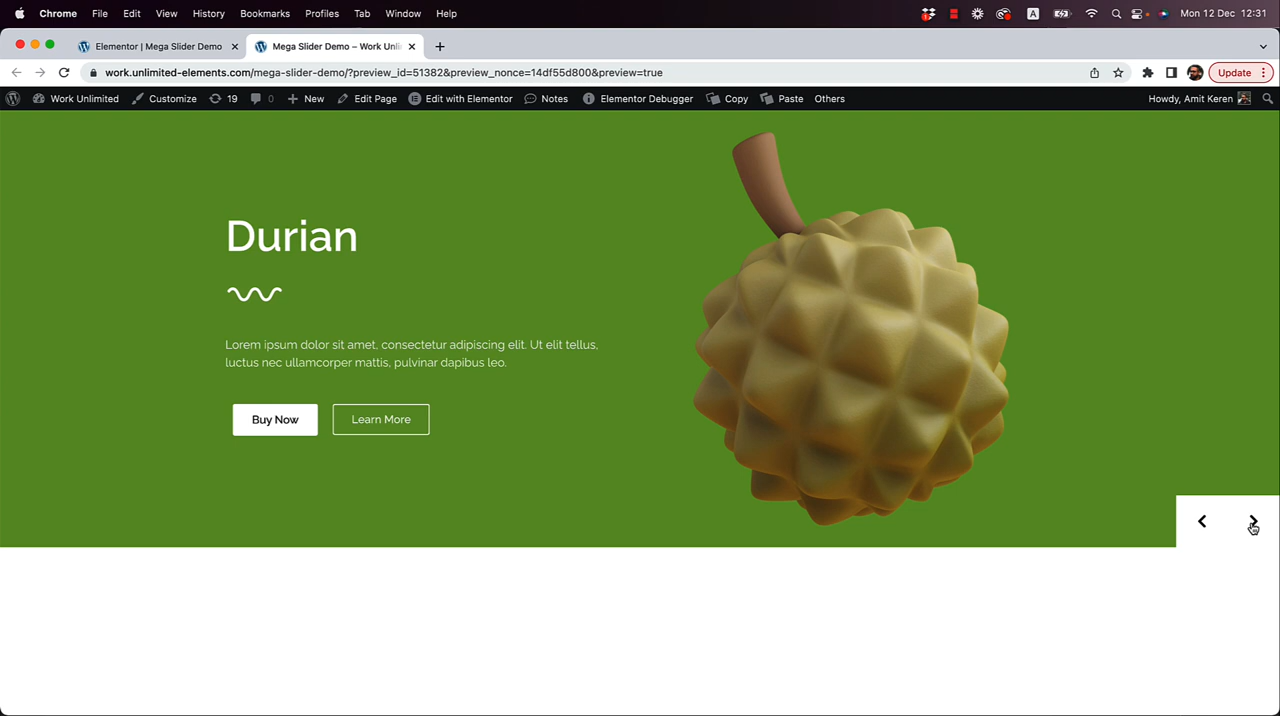 Chrome File Edit View History Bookmarks Profiles Tab Window Help A Mon 12 Dec 12:31
Elementor | Mega Slider Demo Mega Slider Demo – Work Unli
work.unlimited-elements.com/mega-slider-demo/?preview_id=51382&preview_nonce=14df55d800&preview=true Update
Work Unlimited Customize 19 0 New Edit Page Edit with Elementor Notes Elementor Debugger Copy Paste Others Howdy, Amit Keren
Durian
Lorem ipsum dolor sit amet, consectetur adipiscing elit. Ut elit tellus,
luctus nec ullamcorper mattis, pulvinar dapibus leo.
Buy Now Learn More